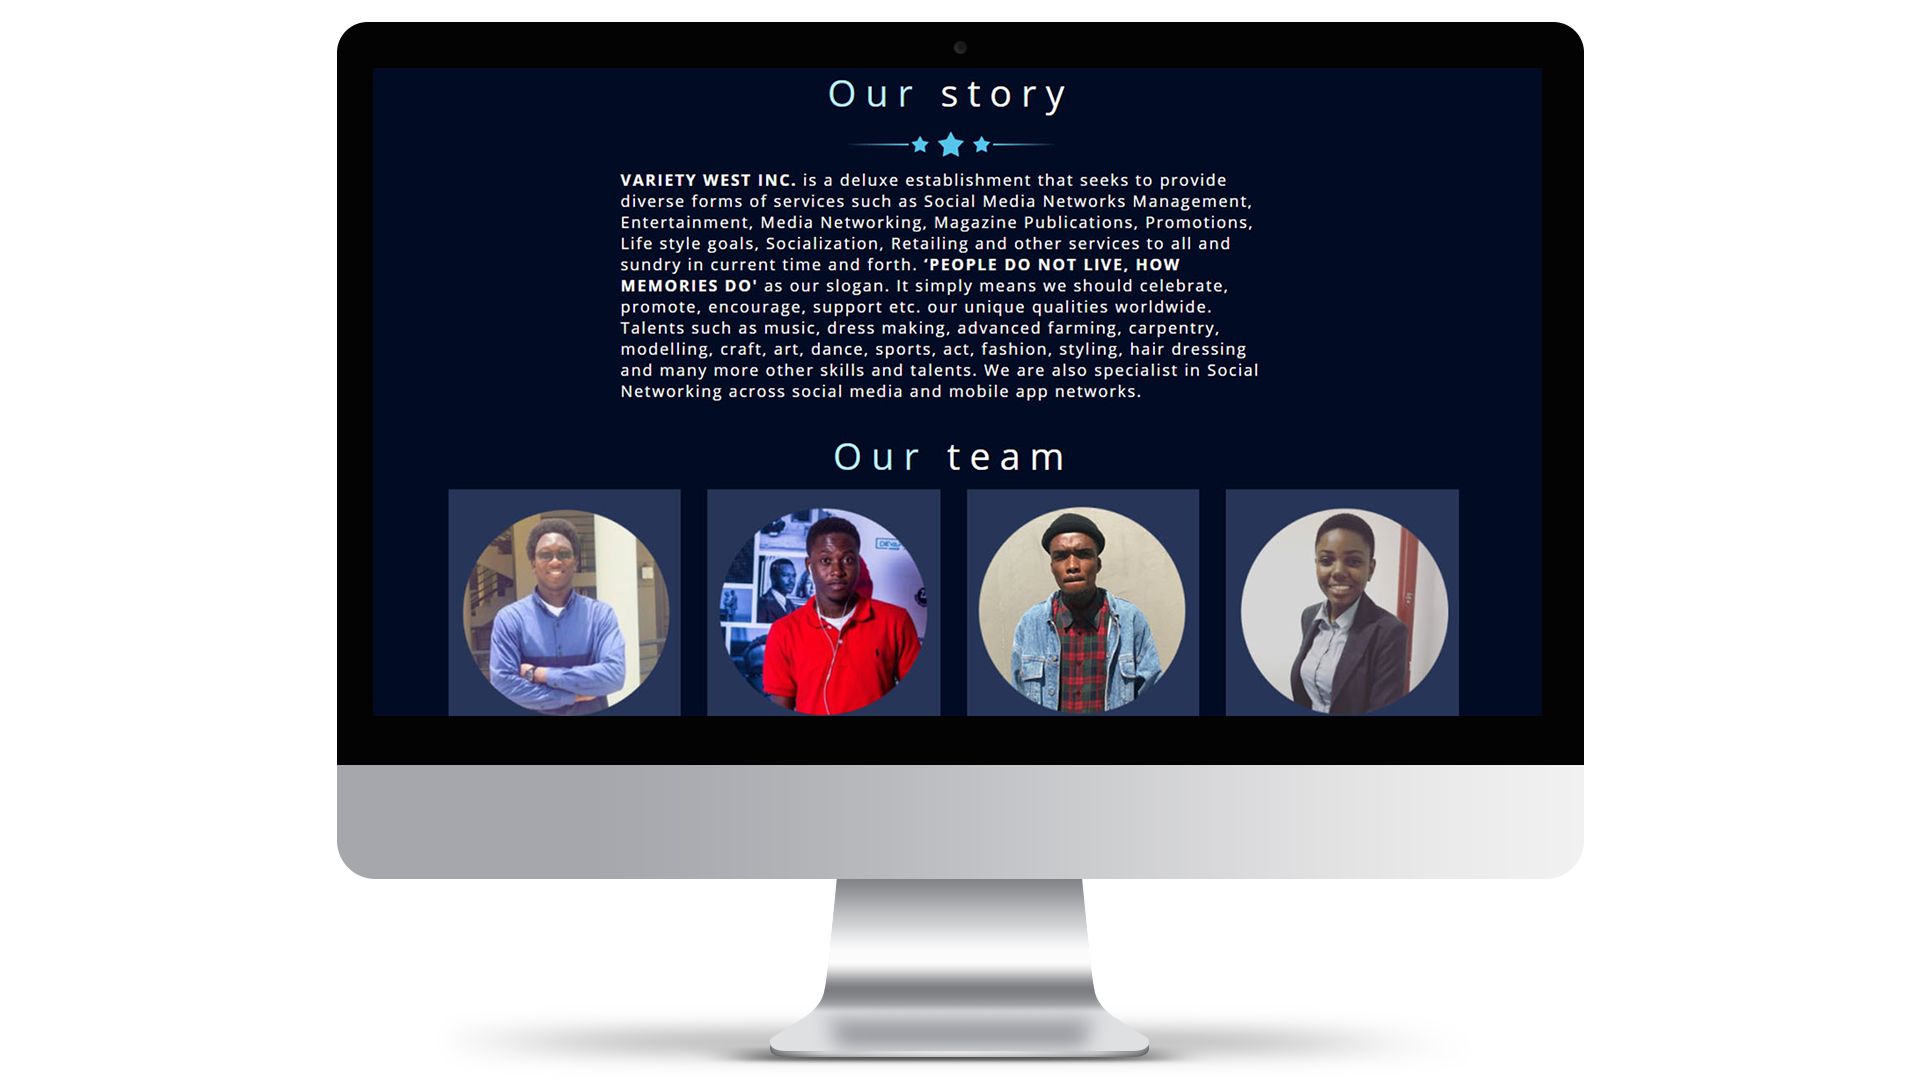 Our story
VARIETY WEST INC. is a deluxe establishment that seeks to provide
diverse forms of services such as Social Media Networks Management,
Entertainment, Media Networking, Magazine Publications, Promotions,
Life style goals, Socialization, Retailing and other services to all and
sundry in current time and forth. ‘PEOPLE DO NOT LIVE, HOW
MEMORIES DO' as our slogan. It simply means we should celebrate,
promote, encourage, support etc. our unique qualities worldwide.
Talents such as music, dress making, advanced farming, carpentry,
modelling, craft, art, dance, sports, act, fashion, styling, hair dressing
and many more other skills and talents. We are also specialist in Social
Networking across social media and mobile app networks.
Our team